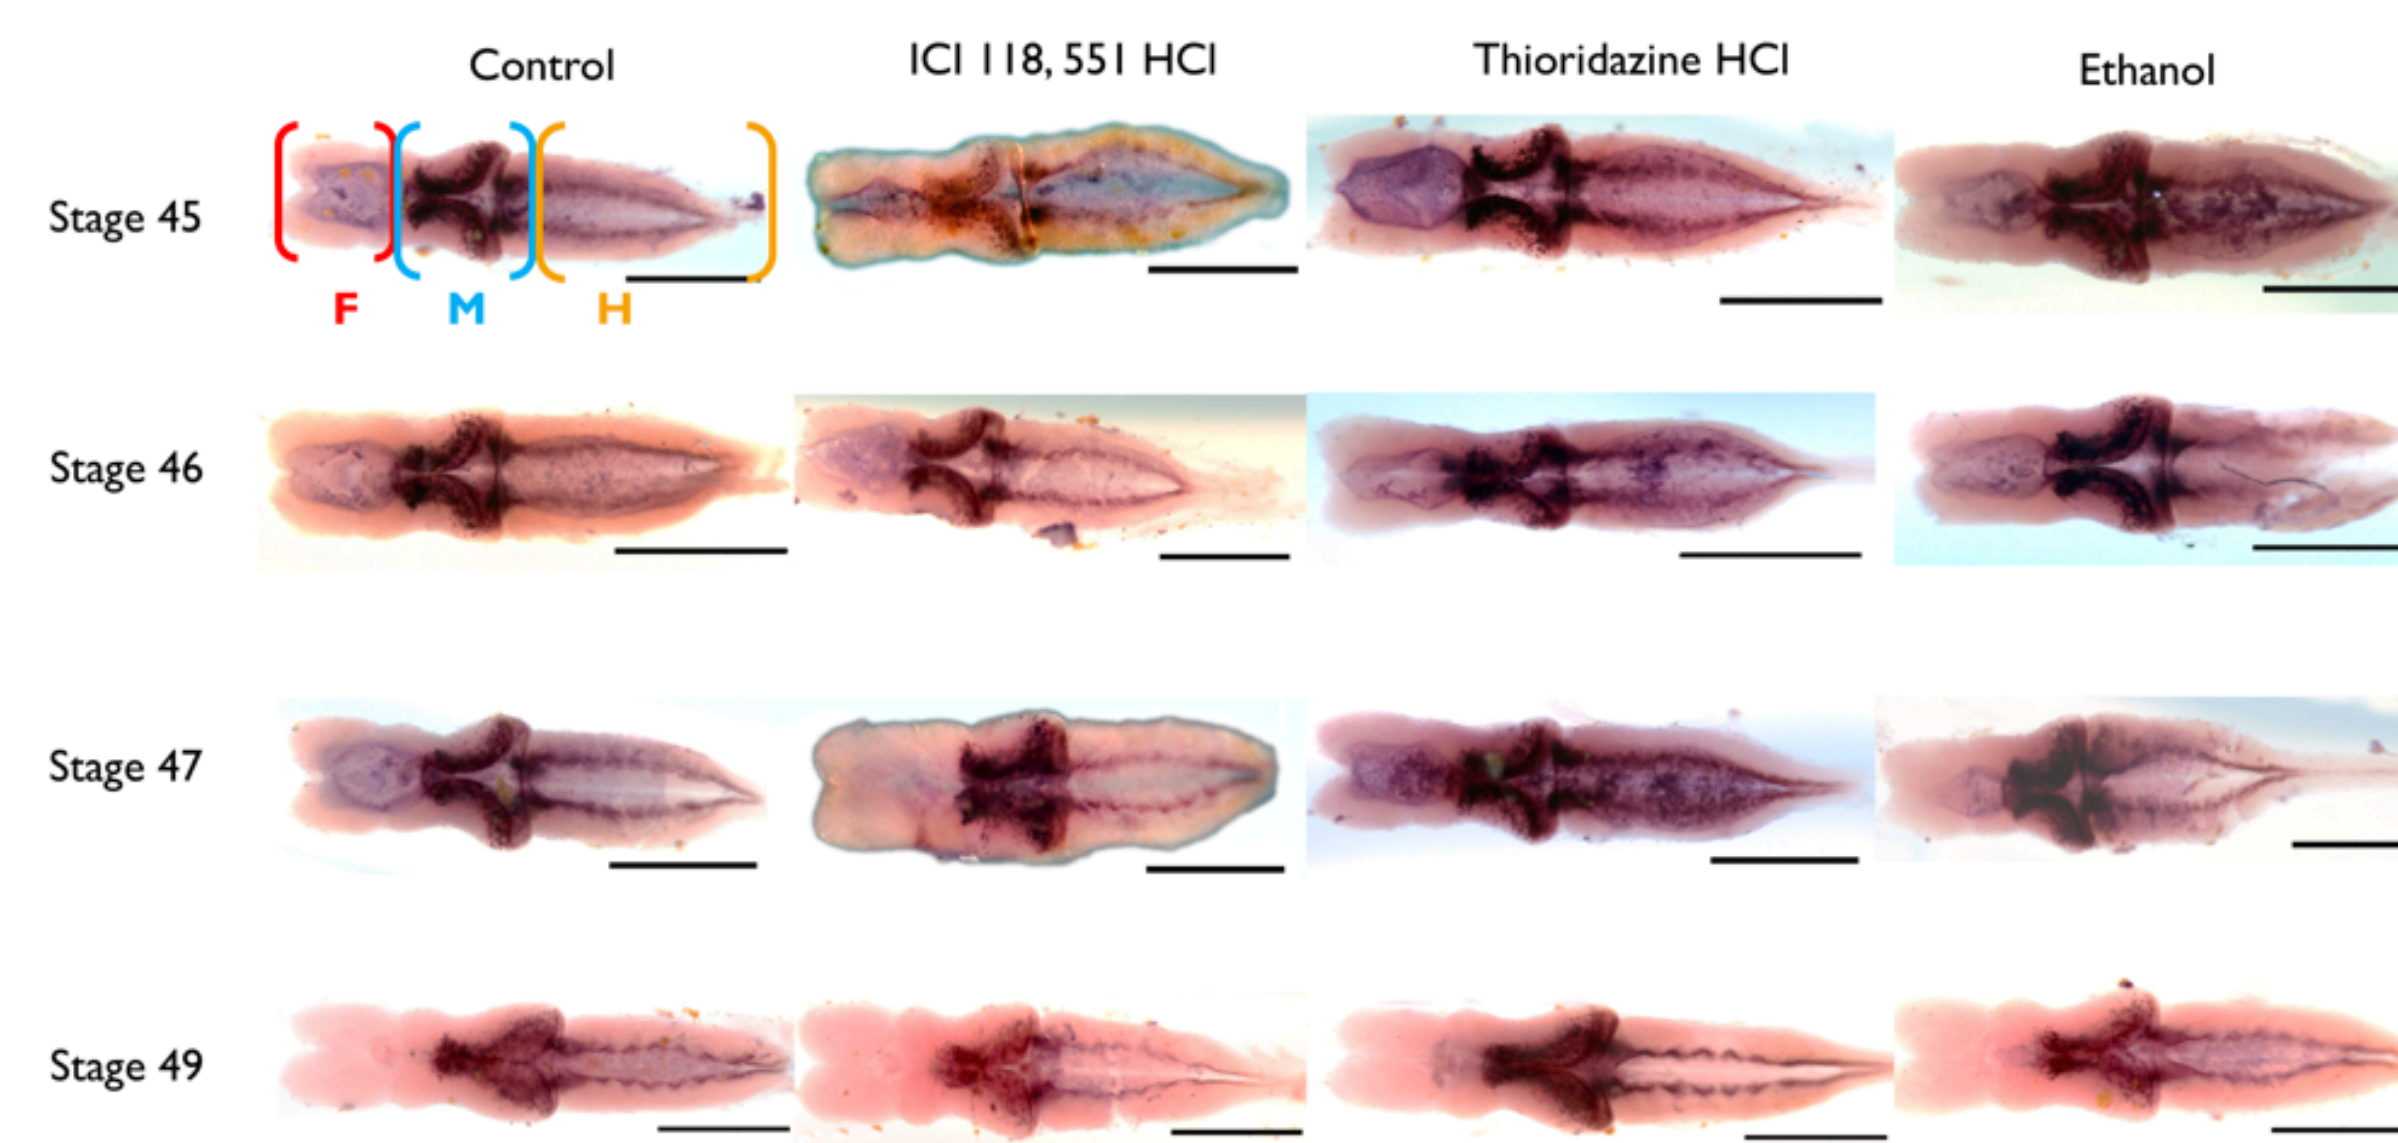 Control
ICI 118, 551 HCl
Thioridazine HCl
Ethanol
Stage 45
F
M
H
Stage 46
Stage 47
Stage 49